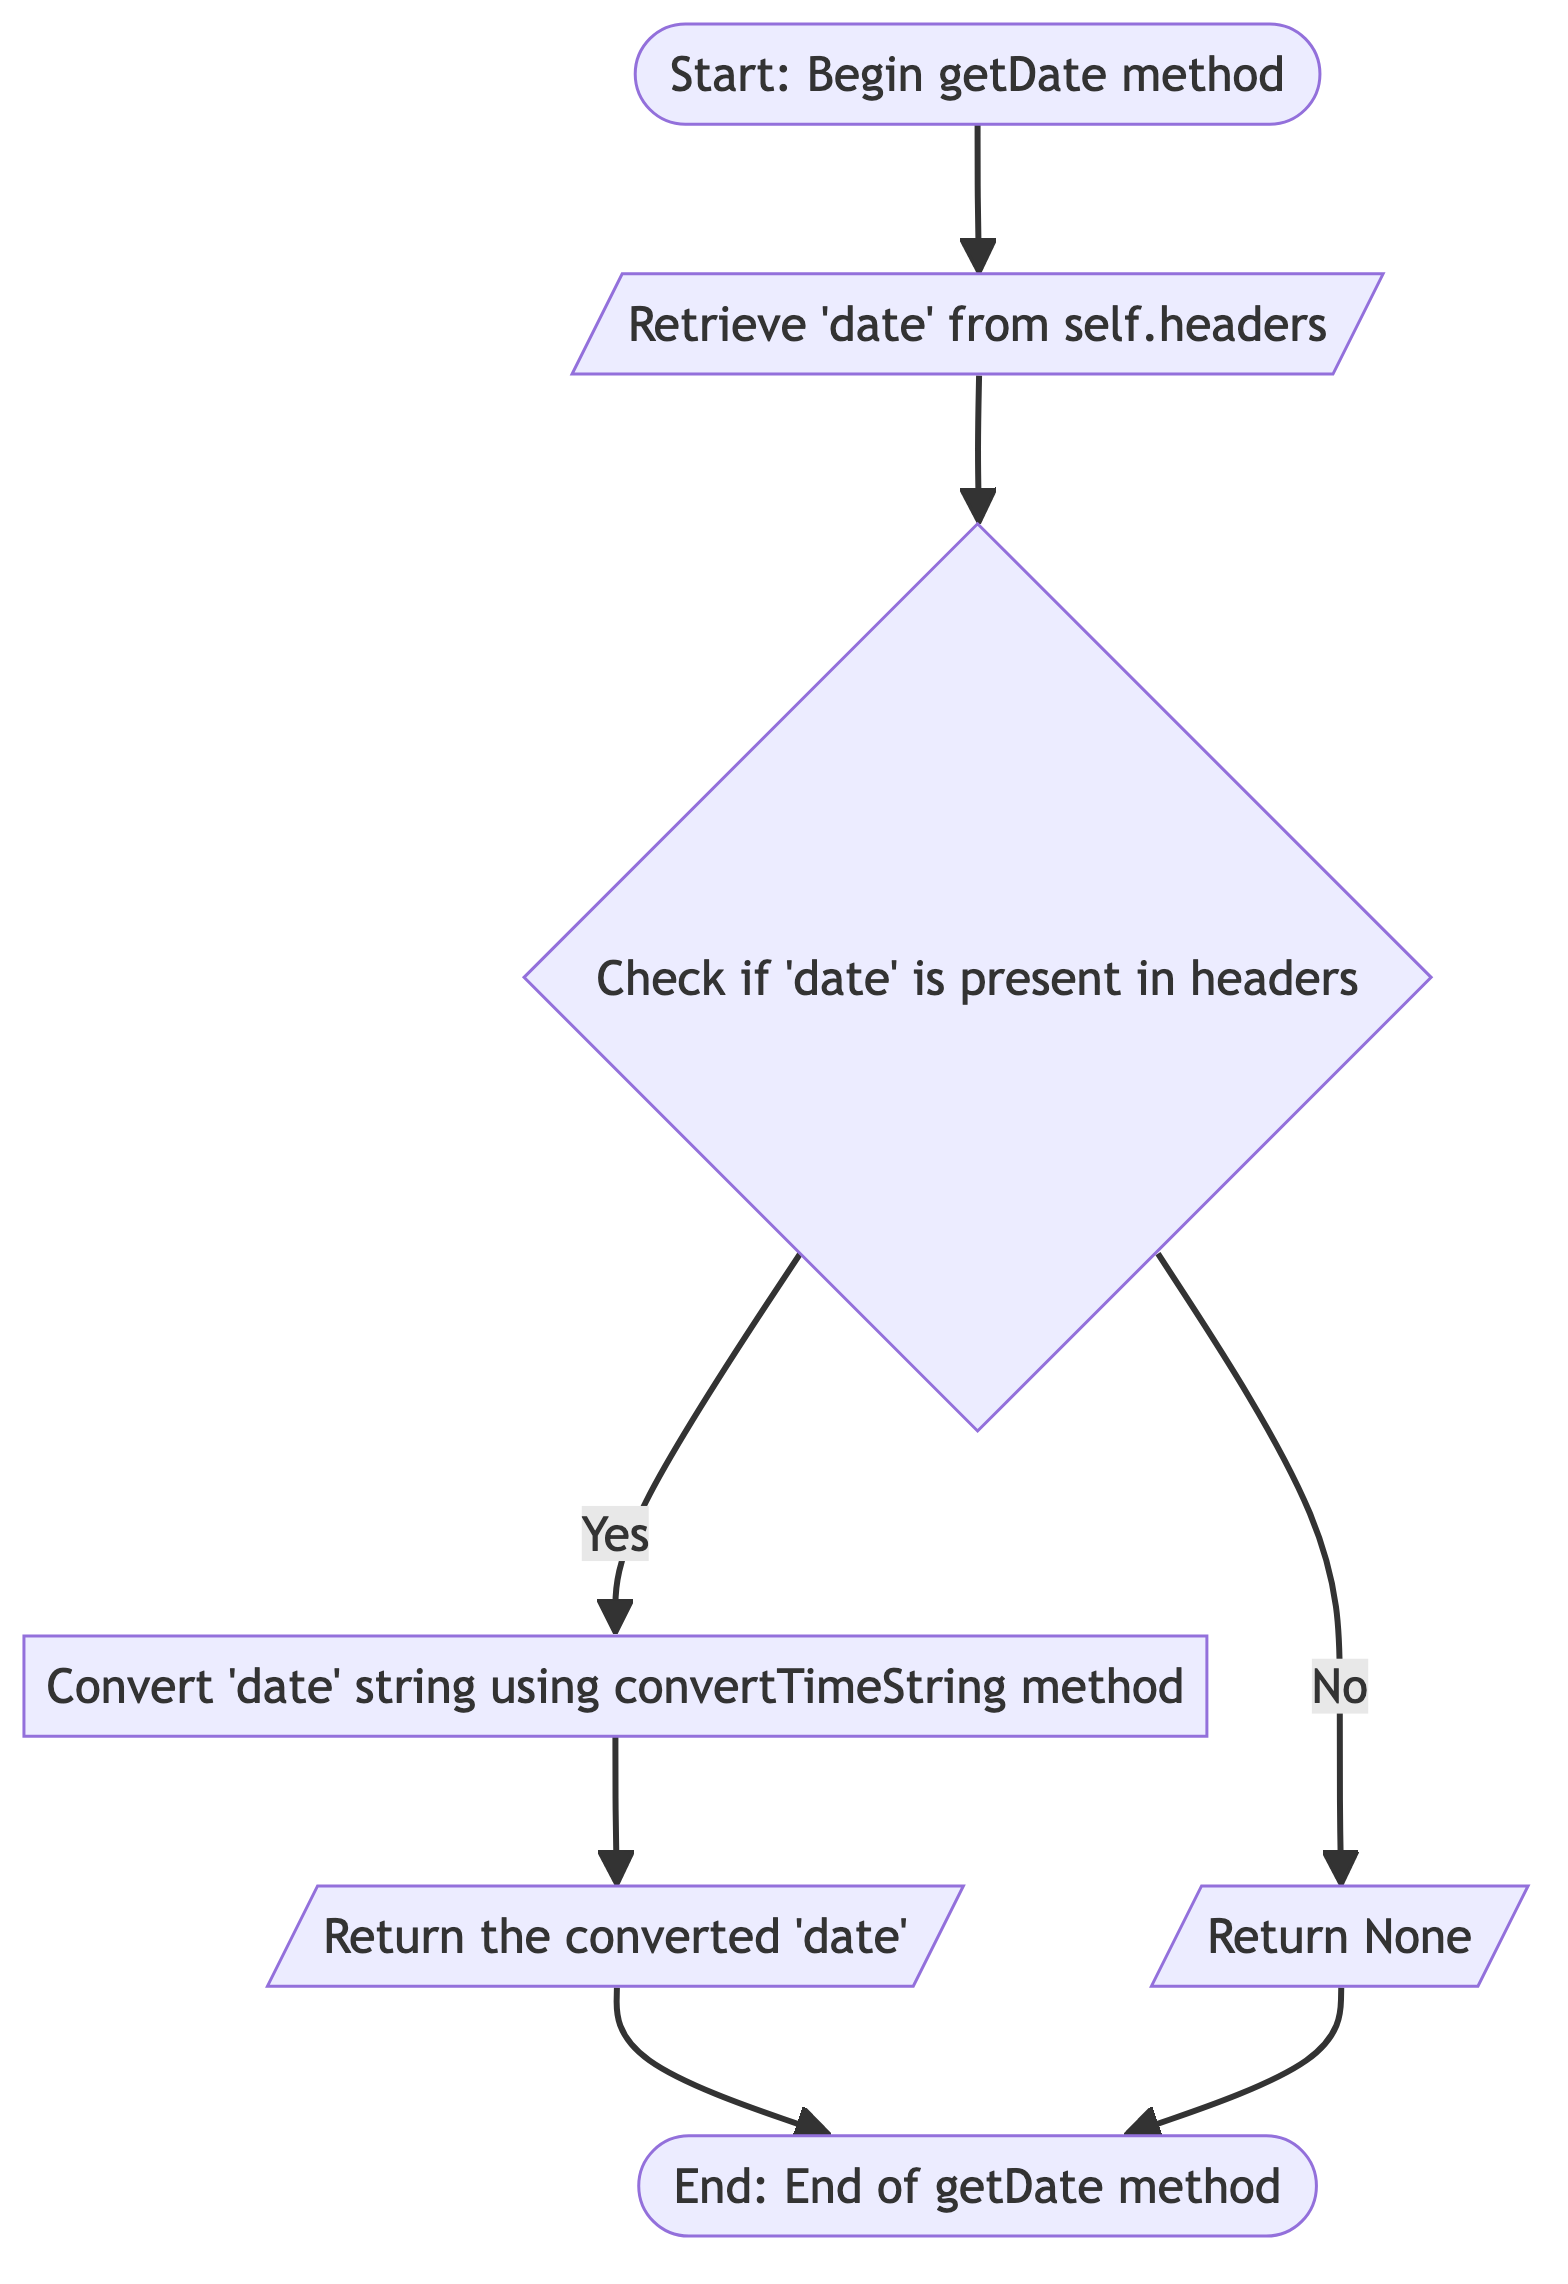 Start: Begin getDate method
Retrieve 'date' from self.headers
Check if 'date' is present in headers
Yes
Convert 'date' string using convertTimeString method
No
Return the converted 'date'
Return None
End: End of getDate method